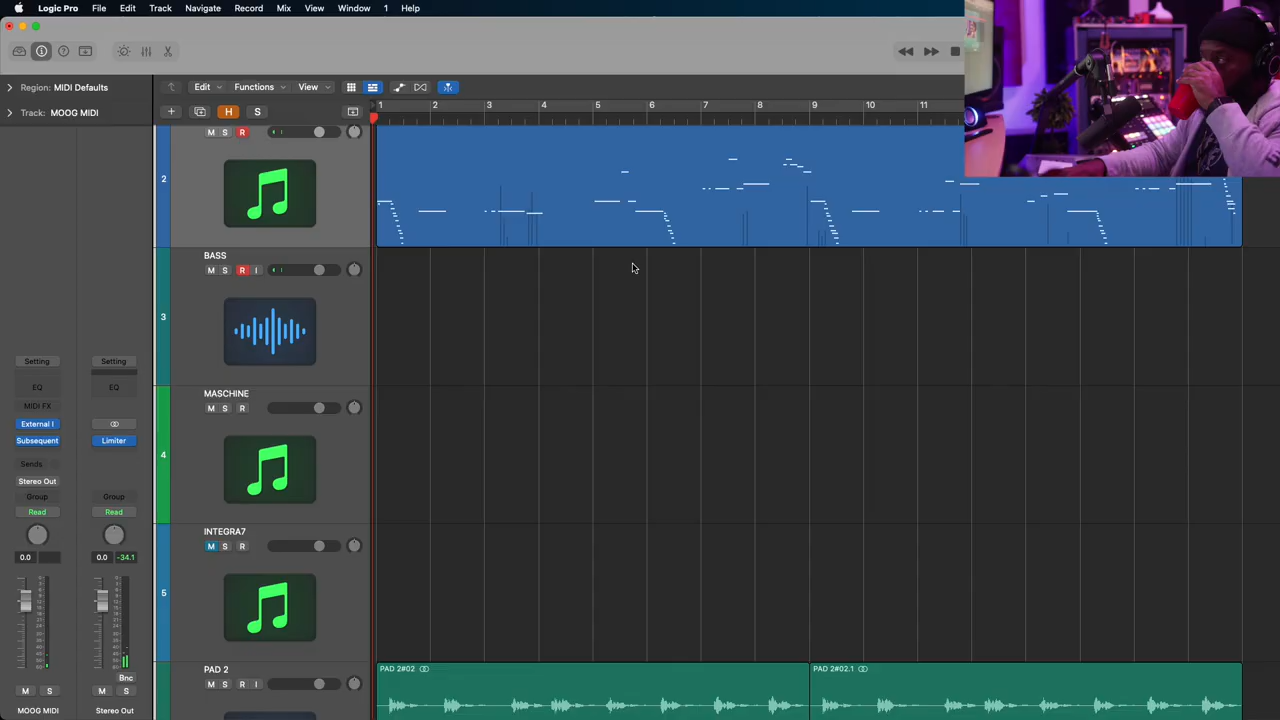 Logic Pro File Edit Track Navigate Record Mix View Window 1 Help
Region: MIDI Defaults
Edit Functions View
Track: MOOG MIDI
H S
1 2 3 4 5 6 7 8 9 10 11
M S R
2
BASS
M S R I
3
MASCHINE
M S R
4
INTEGRA7
M S R
5
PAD 2
M S R I
PAD 2#02
PAD 2#02.1
Setting Setting
EQ EQ
MIDI FX
External I
Subsequent Limiter
Sends
Stereo Out
Group Group
Read Read
0.0 0.0 -34.1
Bnc
M S M S
MOOG MIDI Stereo Out